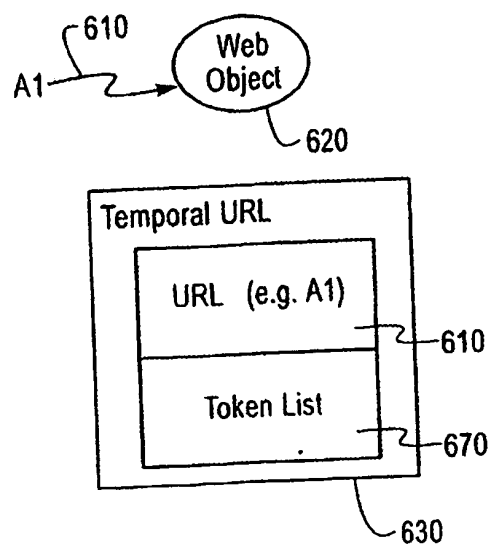 610
Web
A1
Object
620
Temporal URL
URL (e.g. A1)
610
Token List
670
630